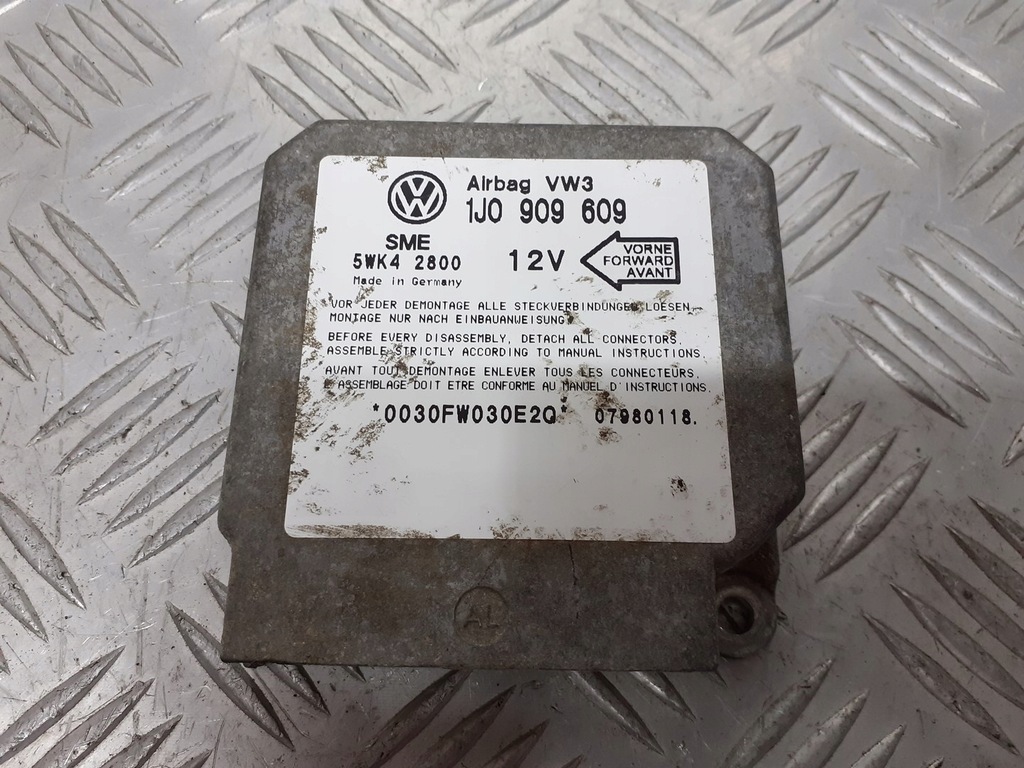 Airbag VW3
1J0 909 609
SME
5WK4 2800
Made in Germany
12V
VORNE
FORWARD
AVANT
VOR JEDER DEMONTAGE ALLE STECKVERBINDUNGEN LOESEN.
MONTAGE NUR NACH EINBAUANWEISUNG.
BEFORE EVERY DISASSEMBLY, DETACH ALL CONNECTORS.
ASSEMBLE STRICTLY ACCORDING TO MANUAL INSTRUCTIONS.
AVANT TOUT DEMONTAGE ENLEVER TOUS LES CONNECTEURS.
L'ASSEMBLAGE DOIT ETRE CONFORME AU MANUEL D'INSTRUCTIONS.
*0030FW030E2Q* 07980118.
AL